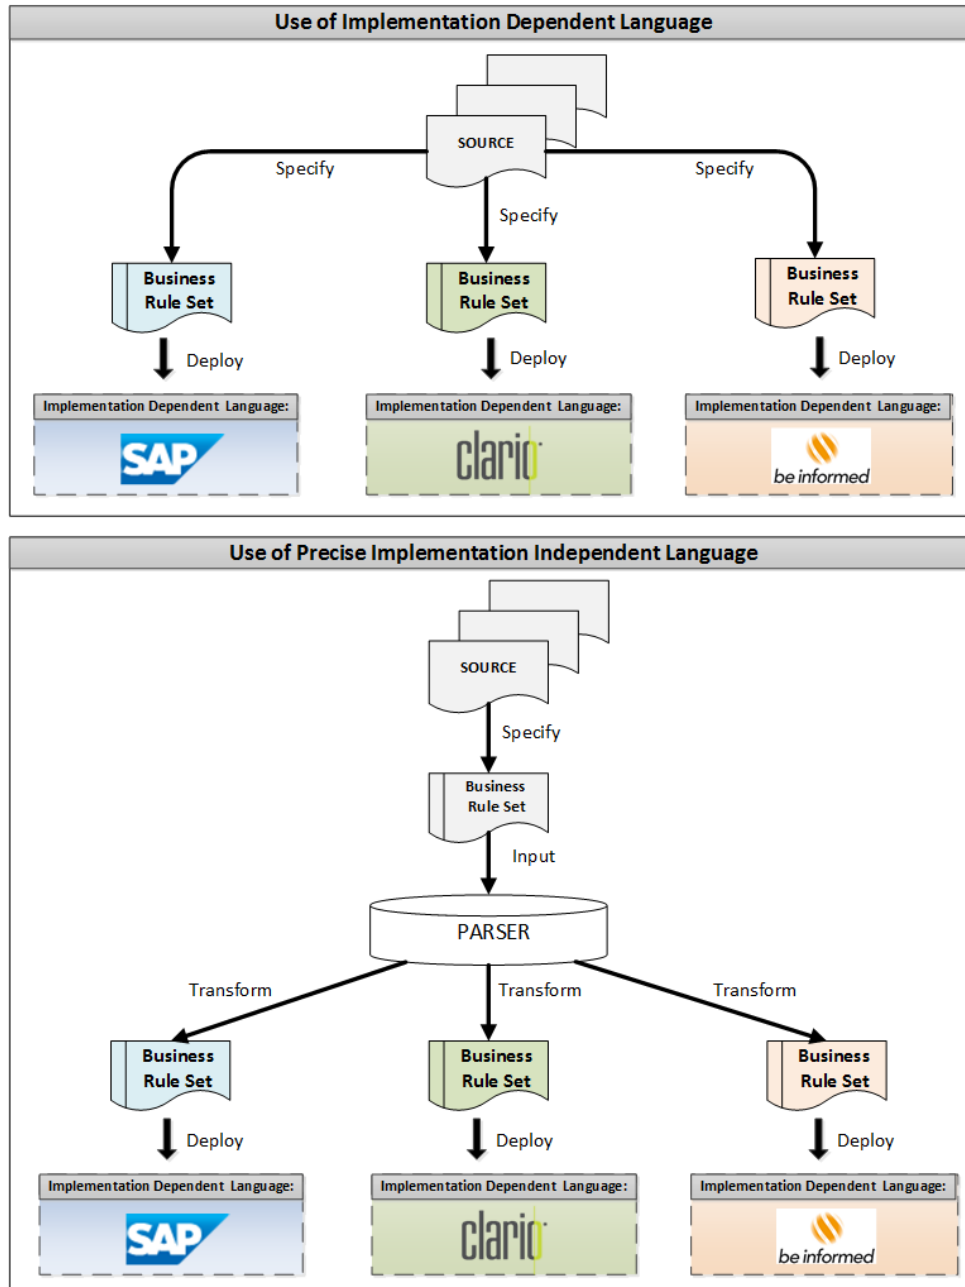 Use of Implementation Dependent Language
SOURCE
Specify
Specify
Specify
Business
Rule Set
Business
Rule Set
Business
Rule Set
Deploy
Deploy
Deploy
Implementation Dependent Language:
Implementation Dependent Language:
Implementation Dependent Language:
SAP
clario
be informed
Use of Precise Implementation Independent Language
SOURCE
Specify
Business
Rule Set
Input
PARSER
Transform
Transform
Transform
Business
Rule Set
Business
Rule Set
Business
Rule Set
Deploy
Deploy
Deploy
Implementation Dependent Language:
Implementation Dependent Language:
Implementation Dependent Language:
SAP
clario
be informed